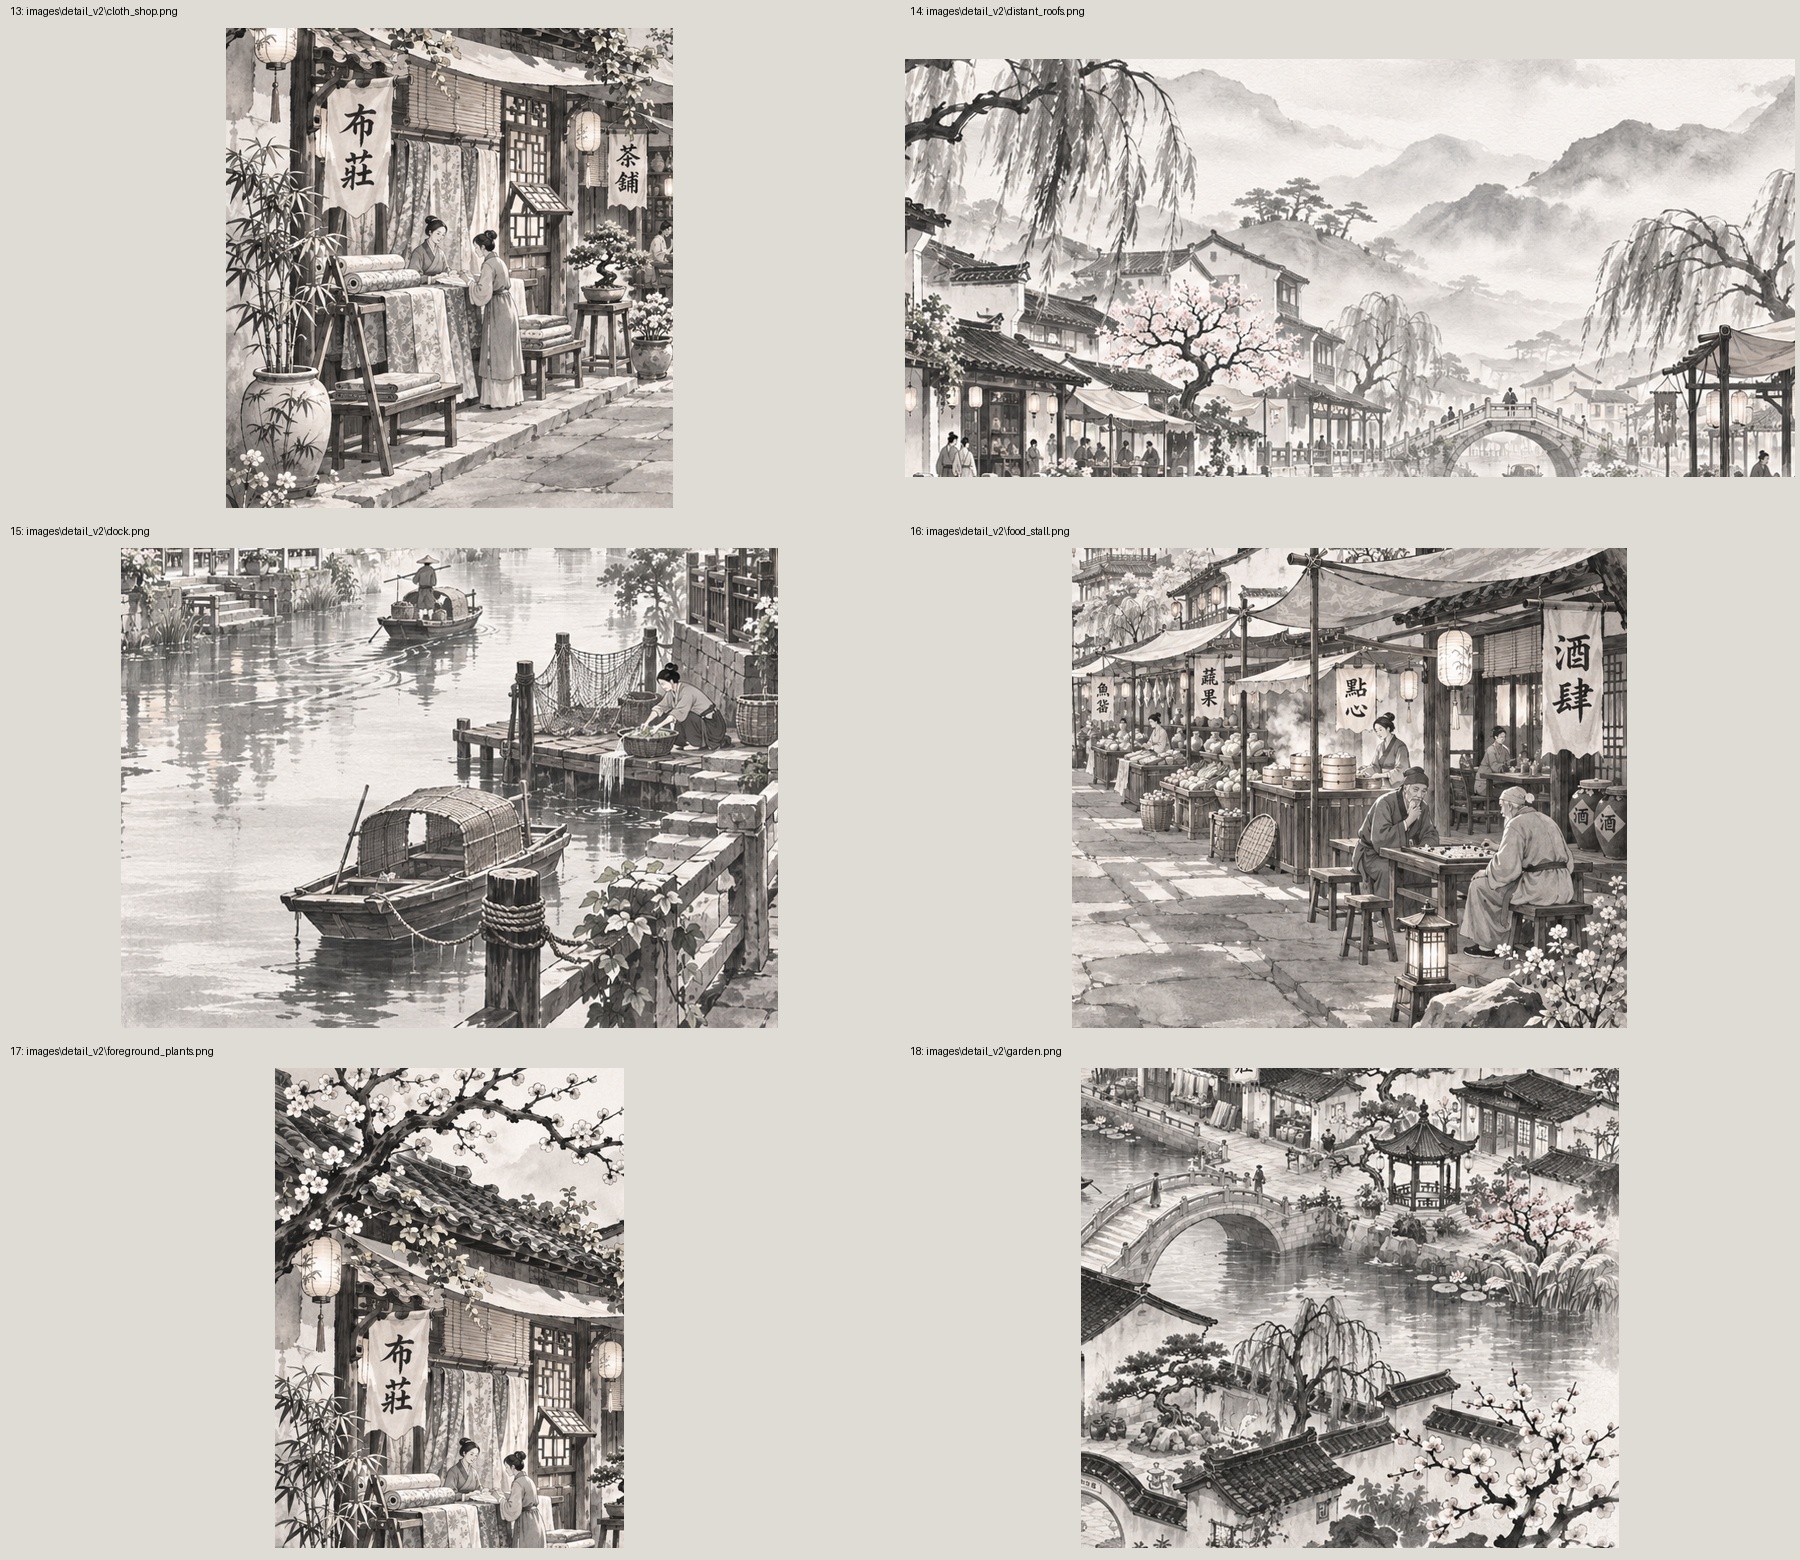 13: images\detail_v2\cloth_shop.png
布莊
茶鋪
14: images\detail_v2\distant_roofs.png
15: images\detail_v2\dock.png
16: images\detail_v2\food_stall.png
酒肆
點心
蔬果
酒
酒
17: images\detail_v2\foreground_plants.png
布莊
18: images\detail_v2\garden.png
莊